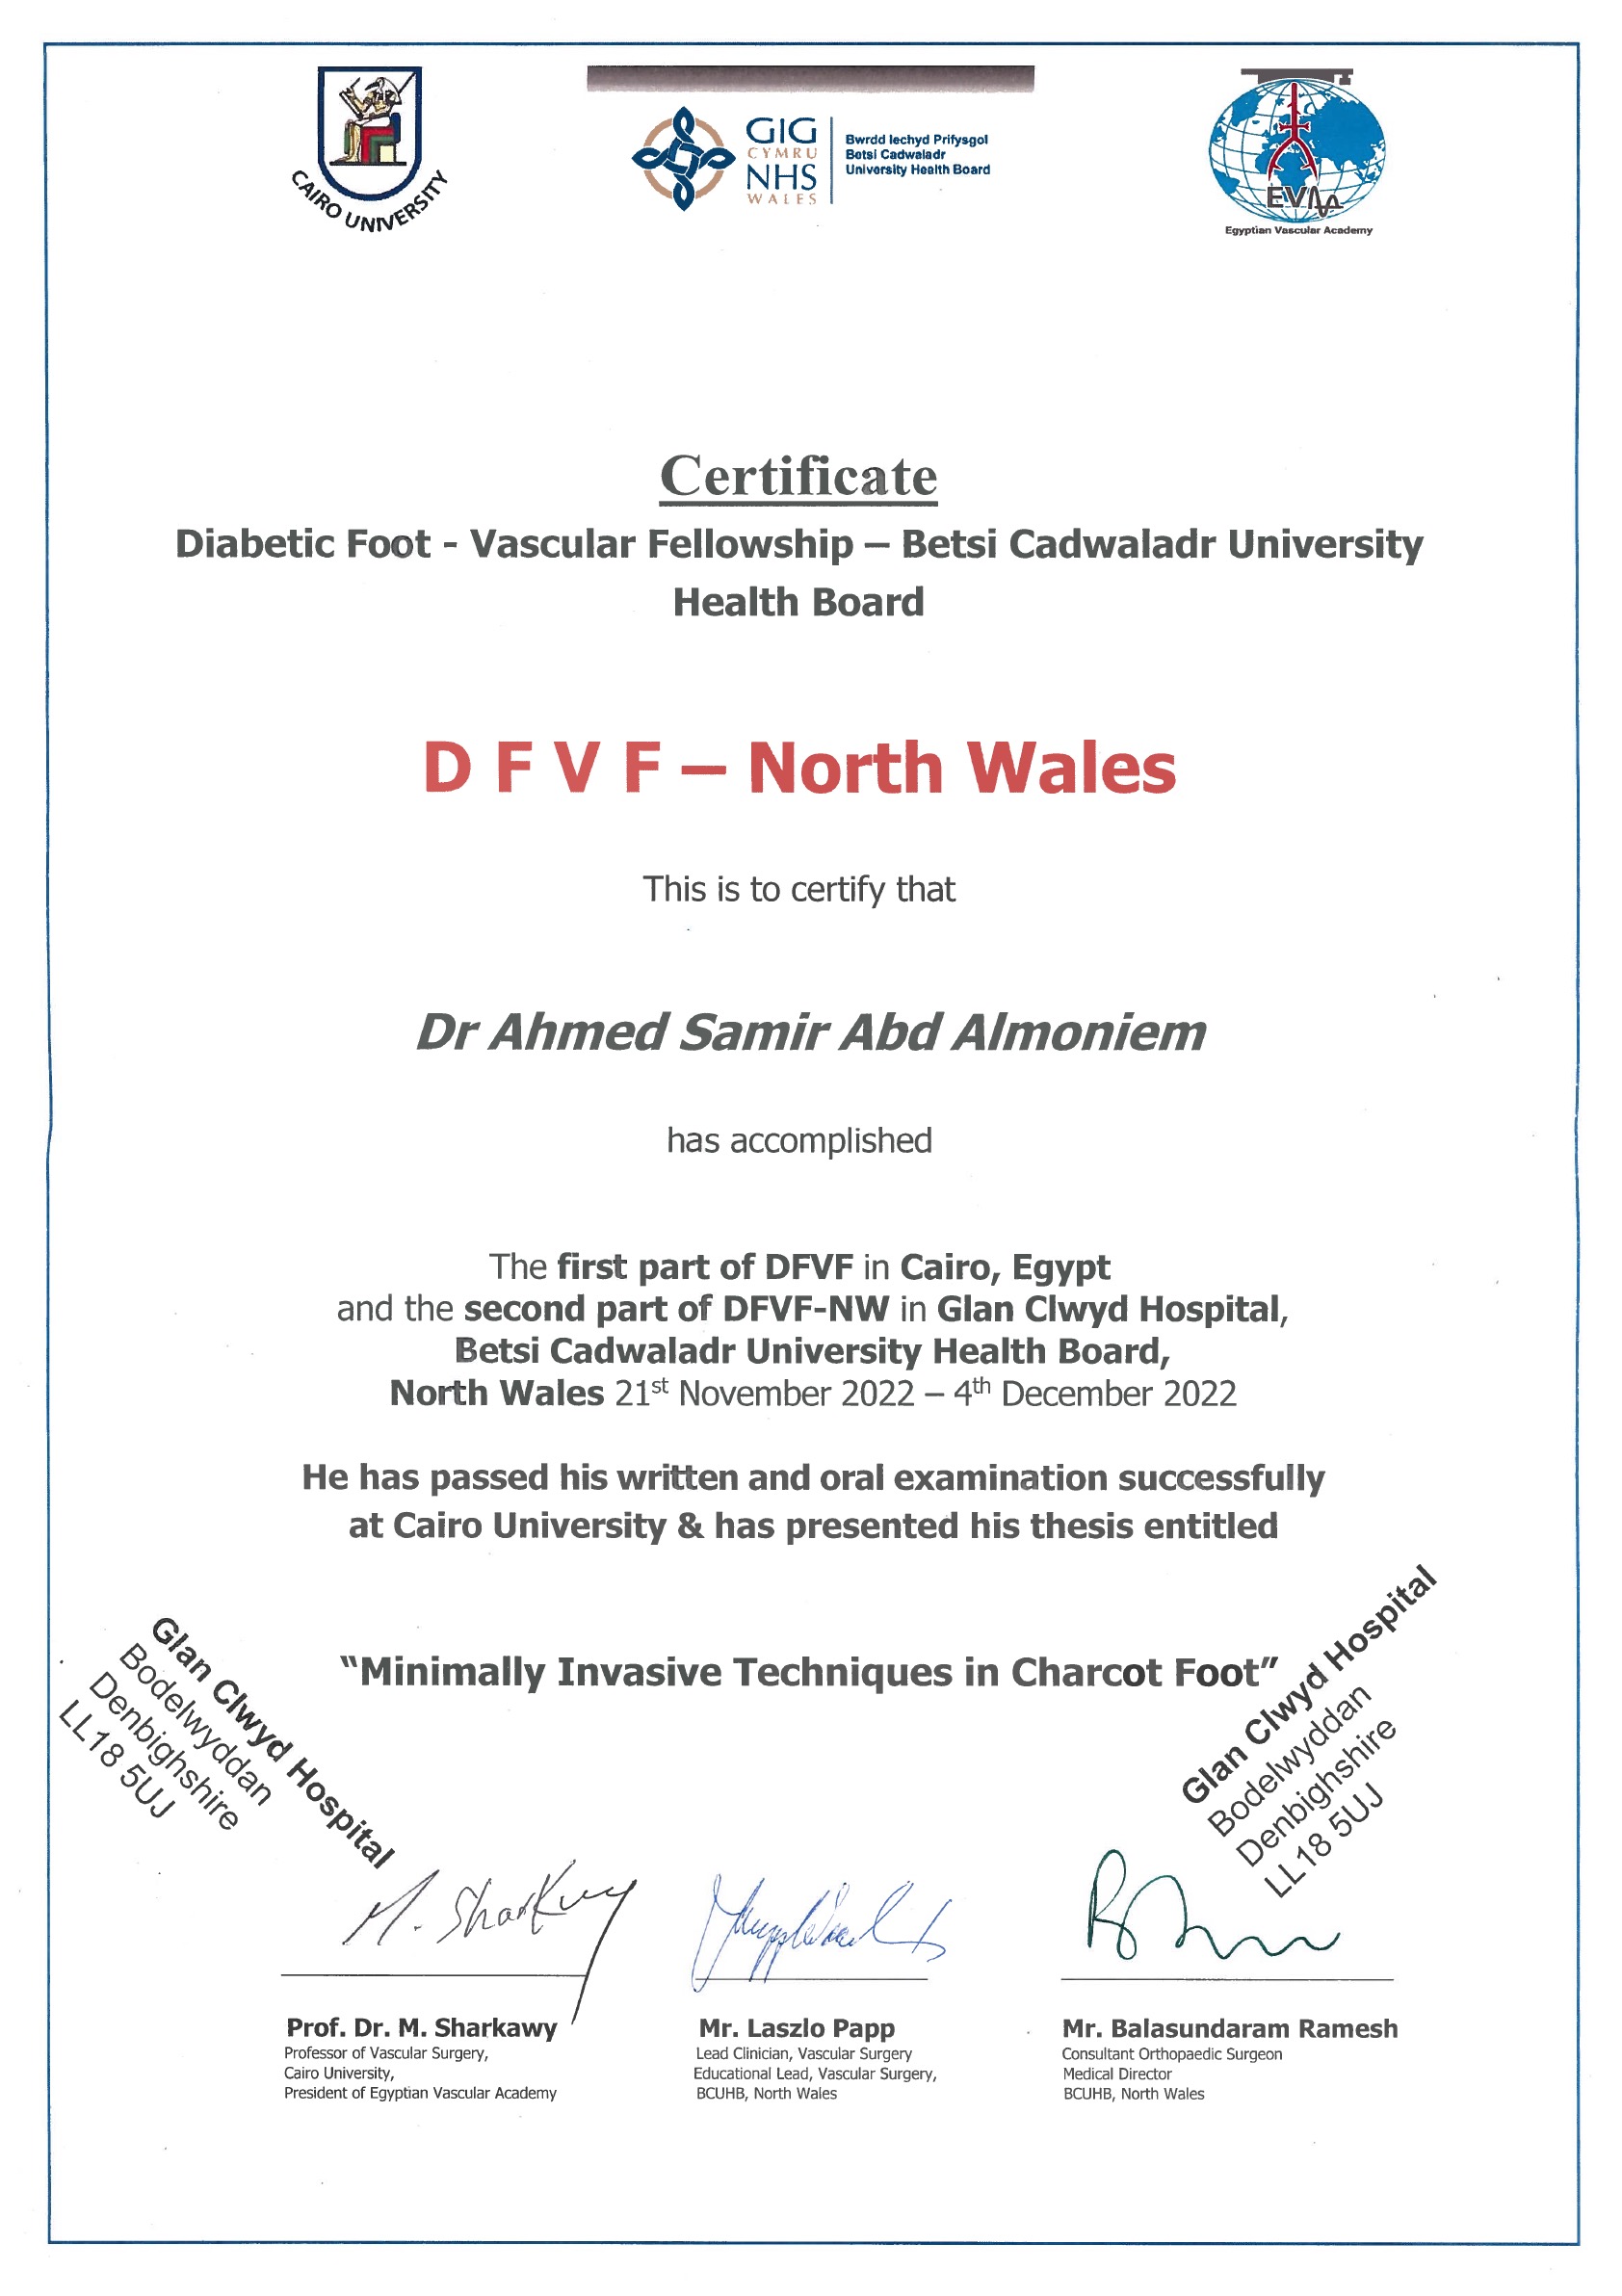 CAIRO UNIVERSITY
GIG
CYMRU
NHS
WALES
Bwrdd Iechyd Prifysgol
Betsi Cadwaladr
University Health Board
EVA
Egyptian Vascular Academy
Certificate
Diabetic Foot - Vascular Fellowship – Betsi Cadwaladr University
Health Board
D F V F – North Wales
This is to certify that
Dr Ahmed Samir Abd Almoniem
has accomplished
The first part of DFVF in Cairo, Egypt
and the second part of DFVF-NW in Glan Clwyd Hospital,
Betsi Cadwaladr University Health Board,
North Wales 21st November 2022 – 4th December 2022
He has passed his written and oral examination successfully
at Cairo University & has presented his thesis entitled
"Minimally Invasive Techniques in Charcot Foot"
Glan Clwyd Hospital
Bodelwyddan
Denbighshire
LL18 5UJ
Glan Clwyd Hospital
Bodelwyddan
Denbighshire
LL18 5UJ
M. Sharkawy
Prof. Dr. M. Sharkawy
Professor of Vascular Surgery,
Cairo University,
President of Egyptian Vascular Academy
Mr. Laszlo Papp
Lead Clinician, Vascular Surgery
Educational Lead, Vascular Surgery,
BCUHB, North Wales
Mr. Balasundaram Ramesh
Consultant Orthopaedic Surgeon
Medical Director
BCUHB, North Wales